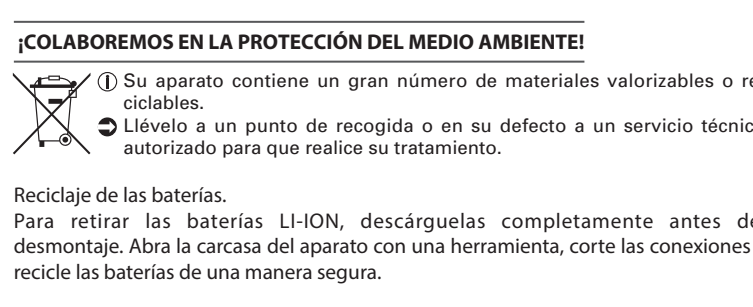 ¡COLABOREMOS EN LA PROTECCIÓN DEL MEDIO AMBIENTE!
Su aparato contiene un gran número de materiales valorizables o re
ciclables.
Llévelo a un punto de recogida o en su defecto a un servicio técnic
autorizado para que realice su tratamiento.
Reciclaje de las baterías.
Para retirar las baterías LI-ION, descárguelas completamente antes de
desmontaje. Abra la carcasa del aparato con una herramienta, corte las conexiones
recicle las baterías de una manera segura.